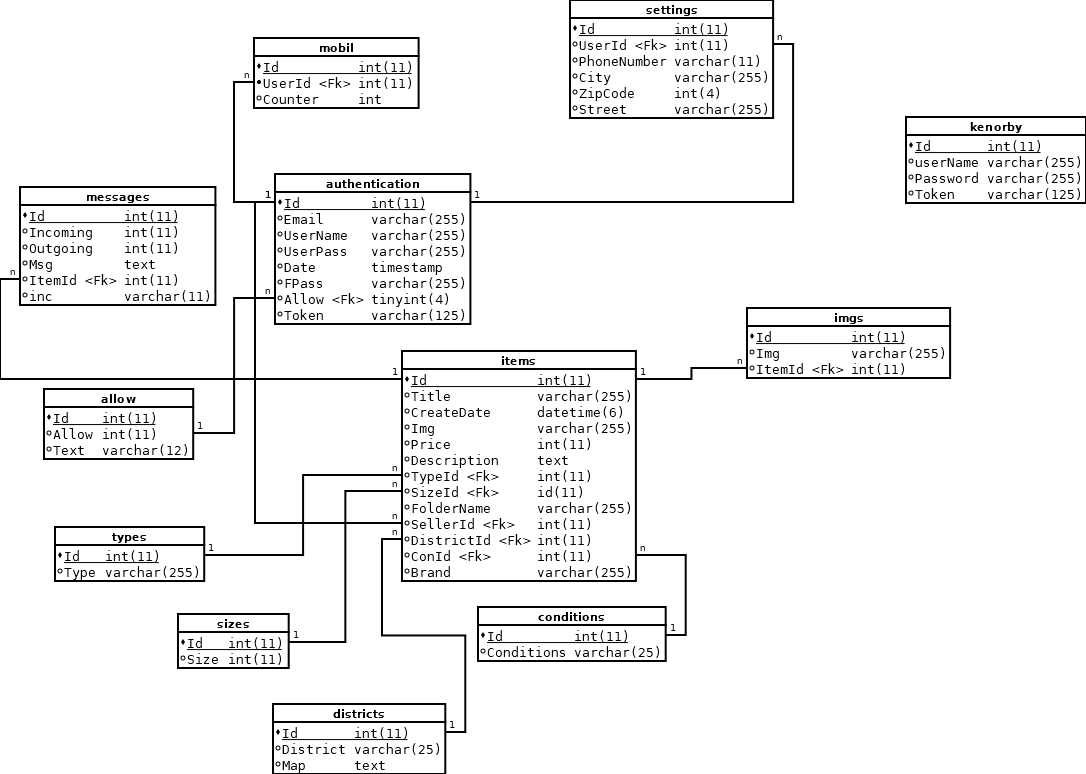 settings
Id int(11)
UserId <Fk> int(11)
PhoneNumber varchar(11)
City varchar(255)
ZipCode int(4)
Street varchar(255)
n
mobil
Id int(11)
UserId <Fk> int(11)
Counter int
n
kenorby
Id int(11)
userName varchar(255)
Password varchar(255)
Token varchar(125)
messages
Id int(11)
Incoming int(11)
Outgoing int(11)
Msg text
ItemId <Fk> int(11)
inc varchar(11)
n
authentication
Id int(11)
Email varchar(255)
UserName varchar(255)
UserPass varchar(255)
Date timestamp
FPass varchar(255)
Allow <Fk> tinyint(4)
Token varchar(125)
1
1
n
imgs
Id int(11)
Img varchar(255)
ItemId <Fk> int(11)
n
items
Id int(11)
Title varchar(255)
CreateDate datetime(6)
Img varchar(255)
Price int(11)
Description text
TypeId <Fk> int(11)
SizeId <Fk> id(11)
FolderName varchar(255)
SellerId <Fk> int(11)
DistrictId <Fk> int(11)
ConId <Fk> int(11)
Brand varchar(255)
1
1
n
n
n
n
n
allow
Id int(11)
Allow int(11)
Text varchar(12)
1
types
Id int(11)
Type varchar(255)
1
sizes
Id int(11)
Size int(11)
1
conditions
Id int(11)
Conditions varchar(25)
1
districts
Id int(11)
District varchar(25)
Map text
1